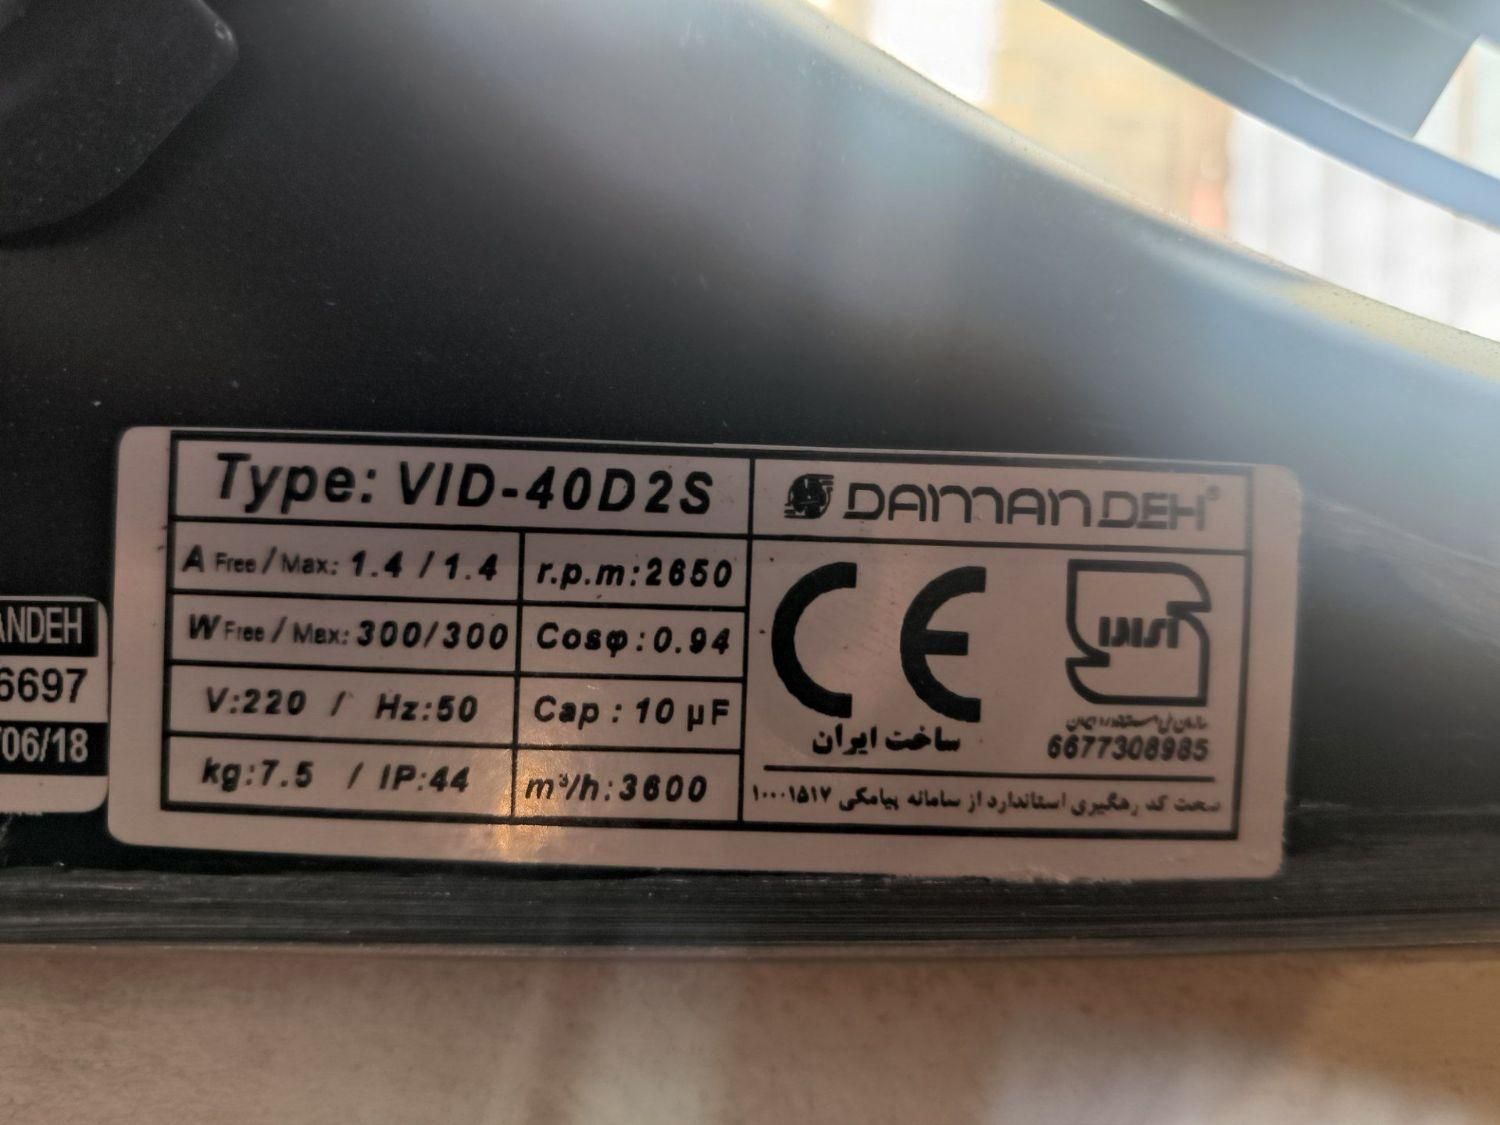 Type: VID-40D2S
DAMANDEH
A Free / Max: 1.4 / 1.4
r.p.m:2650
W Free / Max: 300/300
Cosφ:0.94
V:220 / Hz:50
Cap : 10 µF
kg:7.5 / IP:44
m³/h:3600
CE
ساخت ایران
6677308985
صحت کد رهگیری استاندارد از سامانه پیامکی ۱۰۰۰۱۵۱۷
ANDEH
6697
/06/18